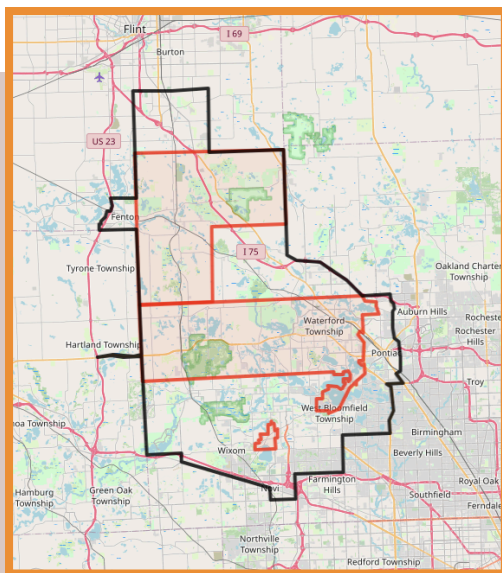 Flint
I 69
Burton
US 23
Fenton
I 75
Tyrone Township
Oakland Charter
Township
Waterford
Township
Auburn Hills
Rochester
Rochester
Hills
Hartland Township
Pontiac
Troy
West Bloomfield
Township
Birmingham
oa Township
Wixom
Beverly Hills
Novi
Farmington
Hills
Royal Oak
Hamburg
Township
Green Oak
Township
Southfield
Ferndale
Northville
Township
Redford Township